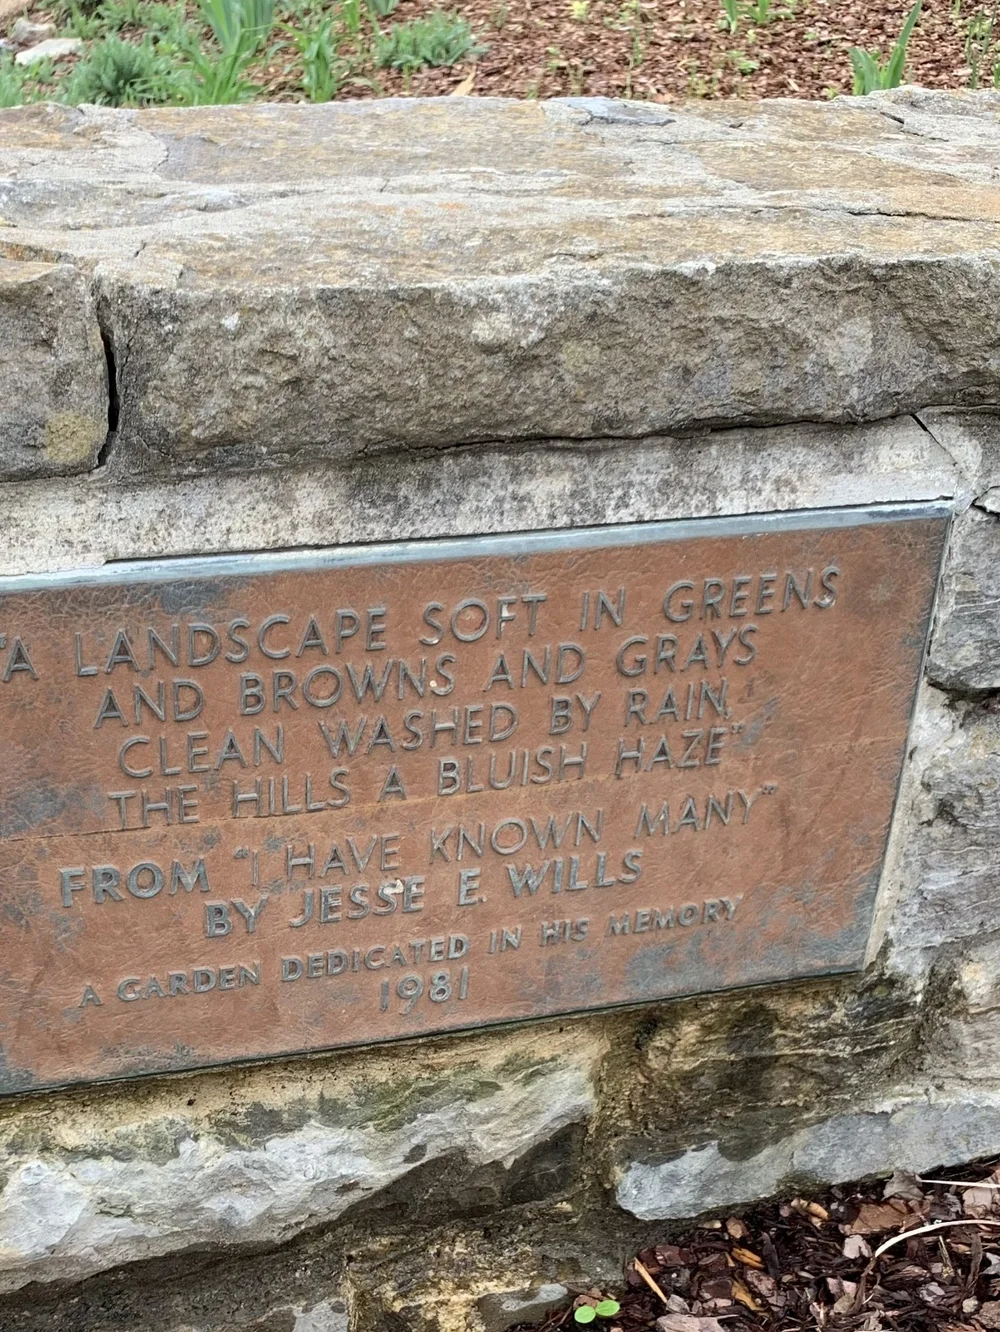 "A LANDSCAPE SOFT IN GREENS
AND BROWNS AND GRAYS
CLEAN WASHED BY RAIN,
THE HILLS A BLUISH HAZE"
FROM "I HAVE KNOWN MANY"
BY JESSE E. WILLS
A GARDEN DEDICATED IN HIS MEMORY
1981